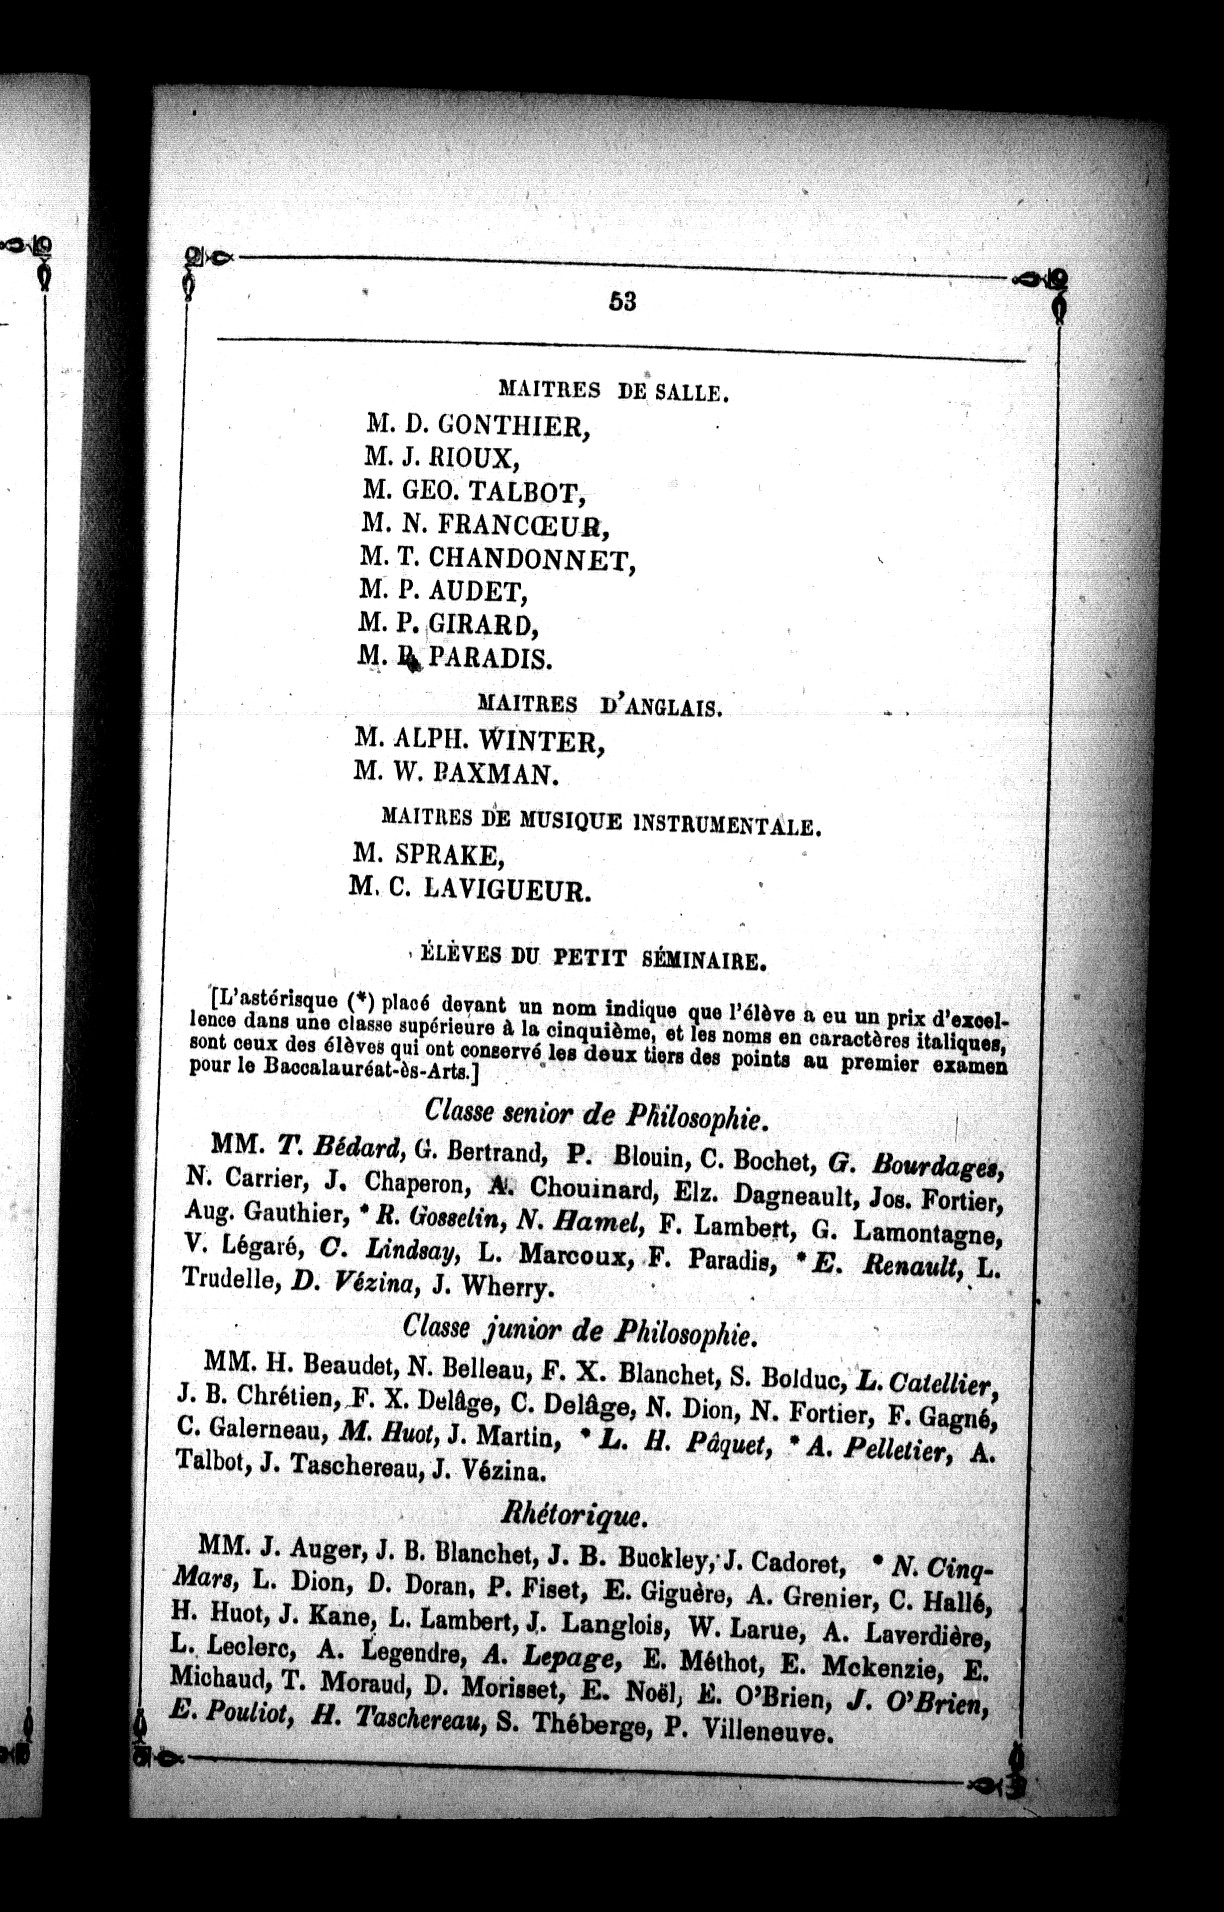 53
MAITRES DE SALLE.
M. D. GONTHIER,
M. J. RIOUX,
M. GEO. TALBOT,
M. N. FRANCŒUR,
M. T. CHANDONNET,
M. P. AUDET,
M. P. GIRARD,
M. PARADIS.
MAITRES D'ANGLAIS.
M. ALPH. WINTER,
M. W. PAXMAN.
MAITRES DE MUSIQUE INSTRUMENTALE.
M. SPRAKE,
M. C. LAVIGUEUR.
ÉLÈVES DU PETIT SÉMINAIRE.
[L'astérisque (*) placé devant un nom indique que l'élève a eu un prix d'excel-
lence dans une classe supérieure à la cinquième, et les noms en caractères italiques,
sont ceux des élèves qui ont conservé les deux tiers des points au premier examen
pour le Baccalauréat-ès-Arts.]
Classe senior de Philosophie.
MM. T. Bédard, G. Bertrand, P. Blouin, C. Bochet, G. Bourdages,
N. Carrier, J. Chaperon, A. Chouinard, Elz. Dagneault, Jos. Fortier,
Aug. Gauthier, * R. Gosselin, N. Hamel, F. Lambert, G. Lamontagne,
V. Légaré, C. Lindsay, L. Marcoux, F. Paradis, * E. Renault, L.
Trudelle, D. Vézina, J. Wherry.
Classe junior de Philosophie.
MM. H. Beaudet, N. Belleau, F. X. Blanchet, S. Bolduc, L. Catellier,
J. B. Chrétien, F. X. Delâge, C. Delâge, N. Dion, N. Fortier, F. Gagné,
C. Galerneau, M. Huot, J. Martin, * L. H. Pâquet, * A. Pelletier, A.
Talbot, J. Taschereau, J. Vézina.
Rhétorique.
MM. J. Auger, J. B. Blanchet, J. B. Buckley, J. Cadoret, * N. Cinq-
Mars, L. Dion, D. Doran, P. Fiset, E. Giguère, A. Grenier, C. Hallé,
H. Huot, J. Kane, L. Lambert, J. Langlois, W. Larue, A. Laverdière,
L. Leclerc, A. Legendre, A. Lepage, E. Méthot, E. Mckenzie, E.
Michaud, T. Moraud, D. Morisset, E. Noël, E. O'Brien, J. O'Brien,
E. Pouliot, H. Taschereau, S. Théberge, P. Villeneuve.